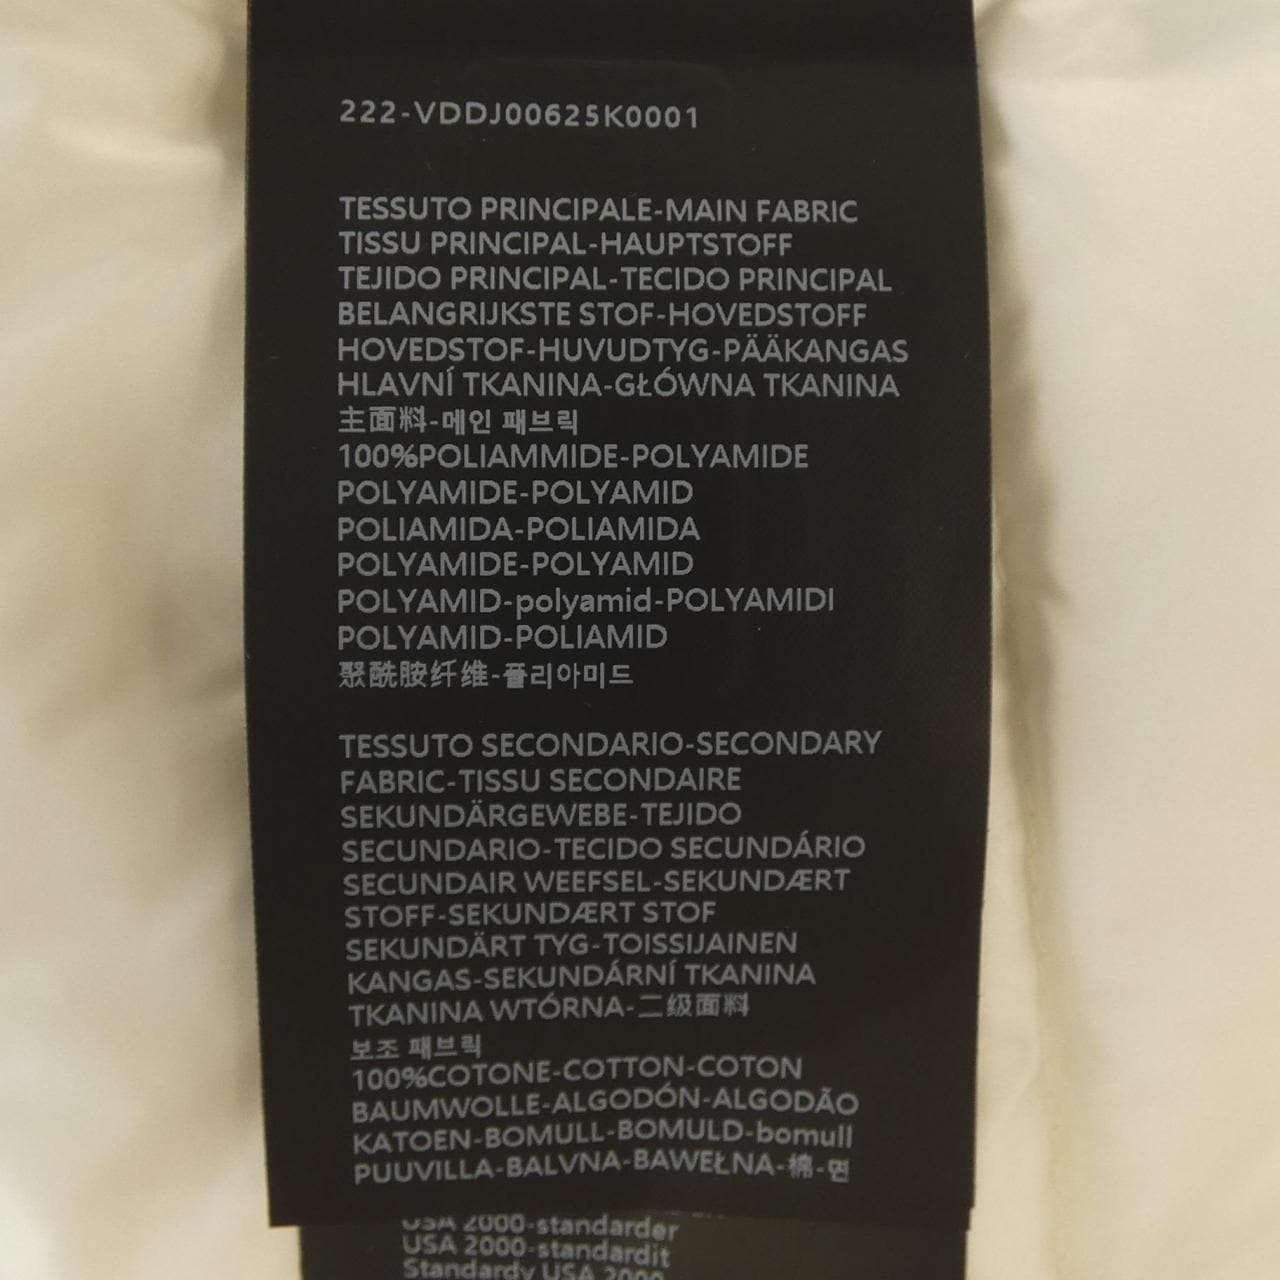 222-VDDJ00625K0001
TESSUTO PRINCIPALE-MAIN FABRIC
TISSU PRINCIPAL-HAUPTSTOFF
TEJIDO PRINCIPAL-TECIDO PRINCIPAL
BELANGRIJKSTE STOF-HOVEDSTOFF
HOVEDSTOF-HUVUDTYG-PÄÄKANGAS
HLAVNÍ TKANINA-GŁÓWNA TKANINA
主面料-메인 패브릭
100%POLIAMMIDE-POLYAMIDE
POLYAMIDE-POLYAMID
POLIAMIDA-POLIAMIDA
POLYAMIDE-POLYAMID
POLYAMID-polyamid-POLYAMIDI
POLYAMID-POLIAMID
聚酰胺纤维-폴리아미드
TESSUTO SECONDARIO-SECONDARY
FABRIC-TISSU SECONDAIRE
SEKUNDÄRGEWEBE-TEJIDO
SECUNDARIO-TECIDO SECUNDÁRIO
SECUNDAIR WEEFSEL-SEKUNDÆRT
STOFF-SEKUNDÆRT STOF
SEKUNDÄRT TYG-TOISSIJAINEN
KANGAS-SEKUNDÁRNÍ TKANINA
TKANINA WTÓRNA-二级面料
보조 패브릭
100%COTONE-COTTON-COTON
BAUMWOLLE-ALGODÓN-ALGODÃO
KATOEN-BOMULL-BOMULD-bomull
PUUVILLA-BALVNA-BAWEŁNA-棉-면
USA 2000-standarder
USA 2000-standardit
Standardy USA 2000